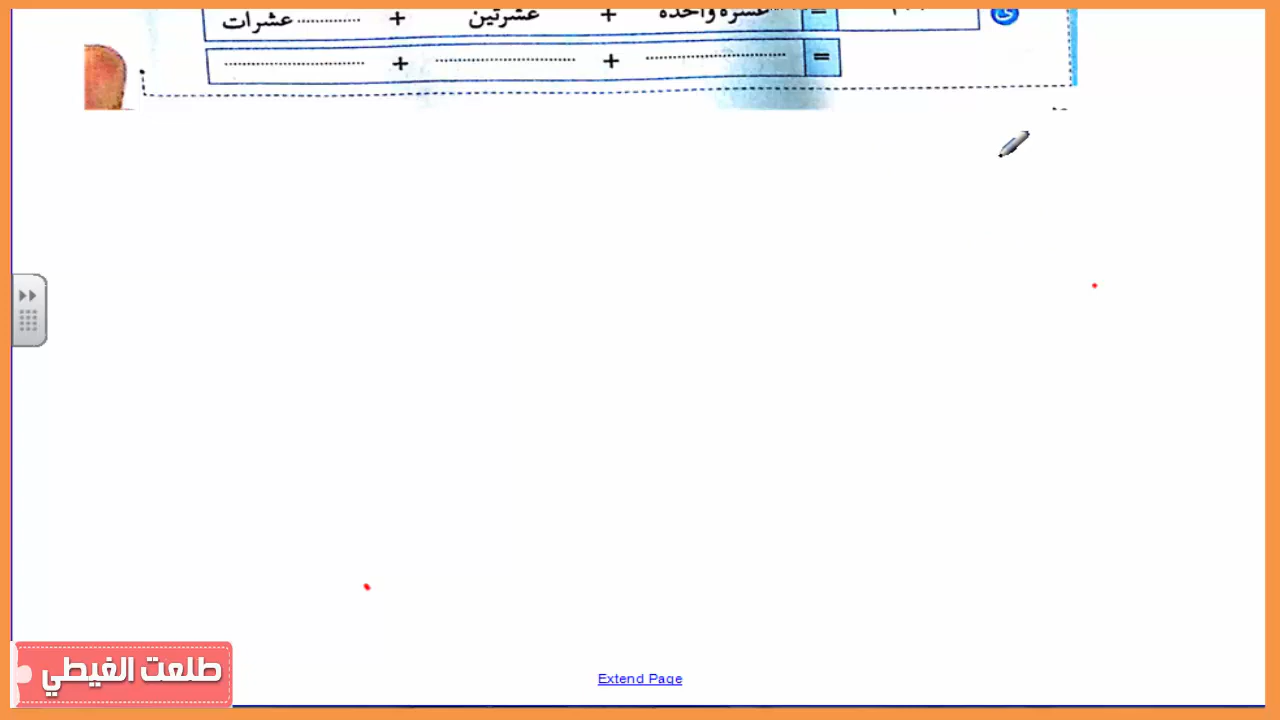 ى = عشرة واحدة + عشرتين + ............ عشرات
= ............ + ............ + ............
Extend Page
طلعت الغيطي